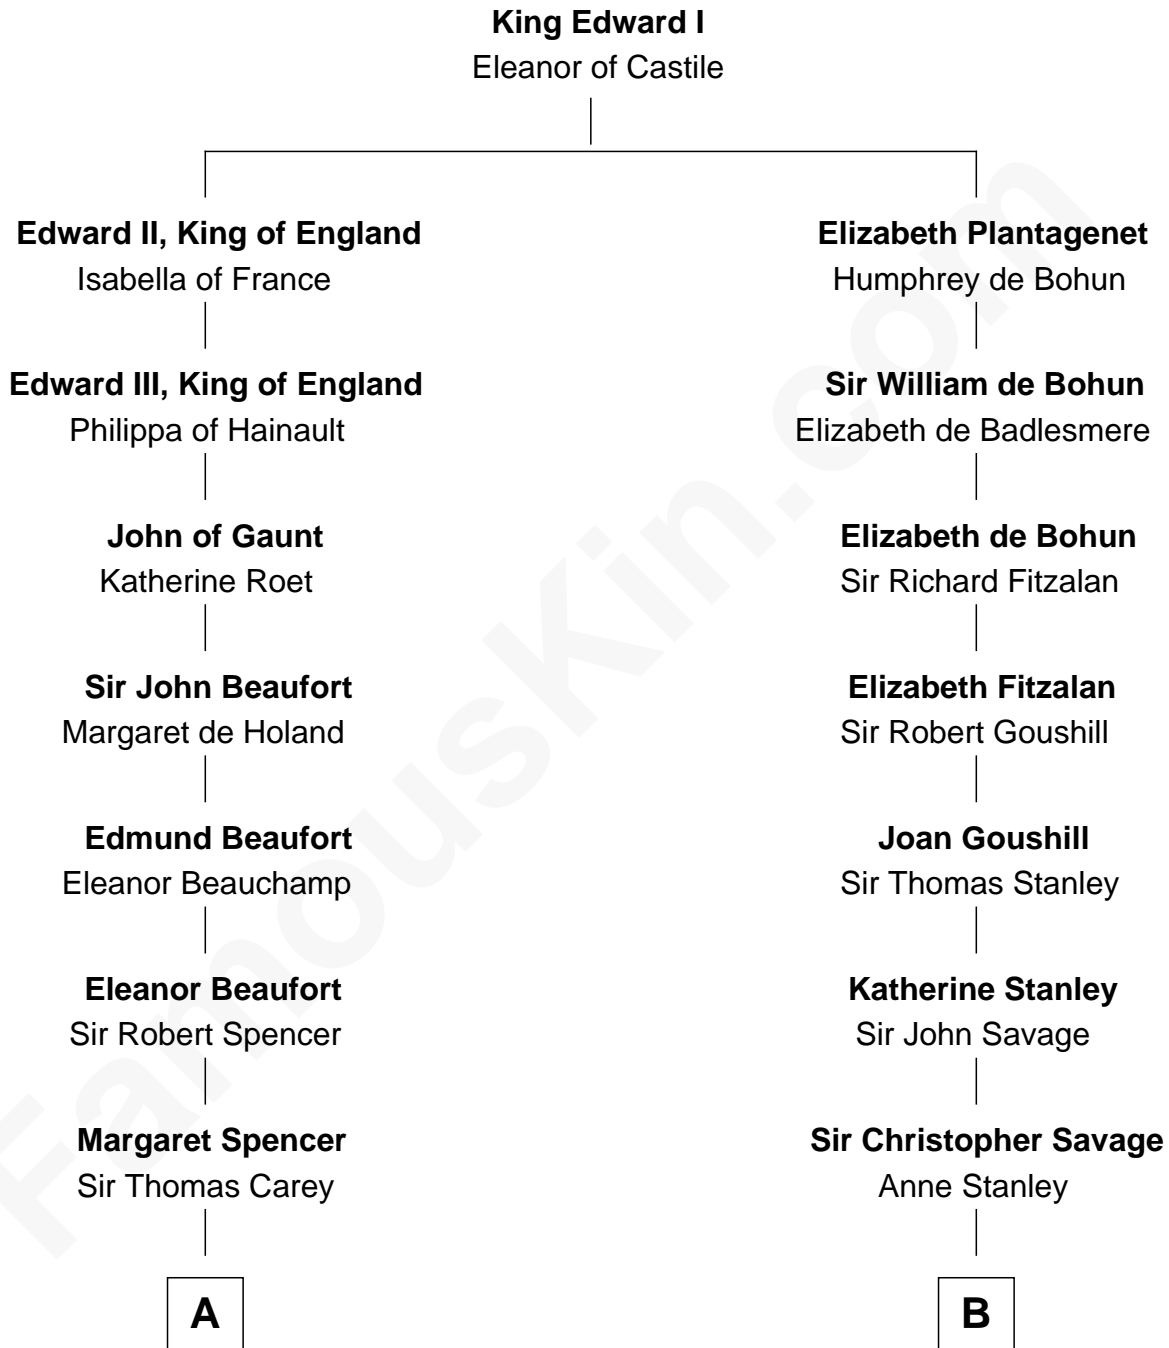 King Edward I
Eleanor of Castile
Edward II, King of England
Isabella of France
Elizabeth Plantagenet
Humphrey de Bohun
Edward III, King of England
Philippa of Hainault
Sir William de Bohun
Elizabeth de Badlesmere
John of Gaunt
Katherine Roet
Elizabeth de Bohun
Sir Richard Fitzalan
Sir John Beaufort
Margaret de Holand
Elizabeth Fitzalan
Sir Robert Goushill
Edmund Beaufort
Eleanor Beauchamp
Joan Goushill
Sir Thomas Stanley
Eleanor Beaufort
Sir Robert Spencer
Katherine Stanley
Sir John Savage
Margaret Spencer
Sir Thomas Carey
Sir Christopher Savage
Anne Stanley
A
B
FamousKin.com